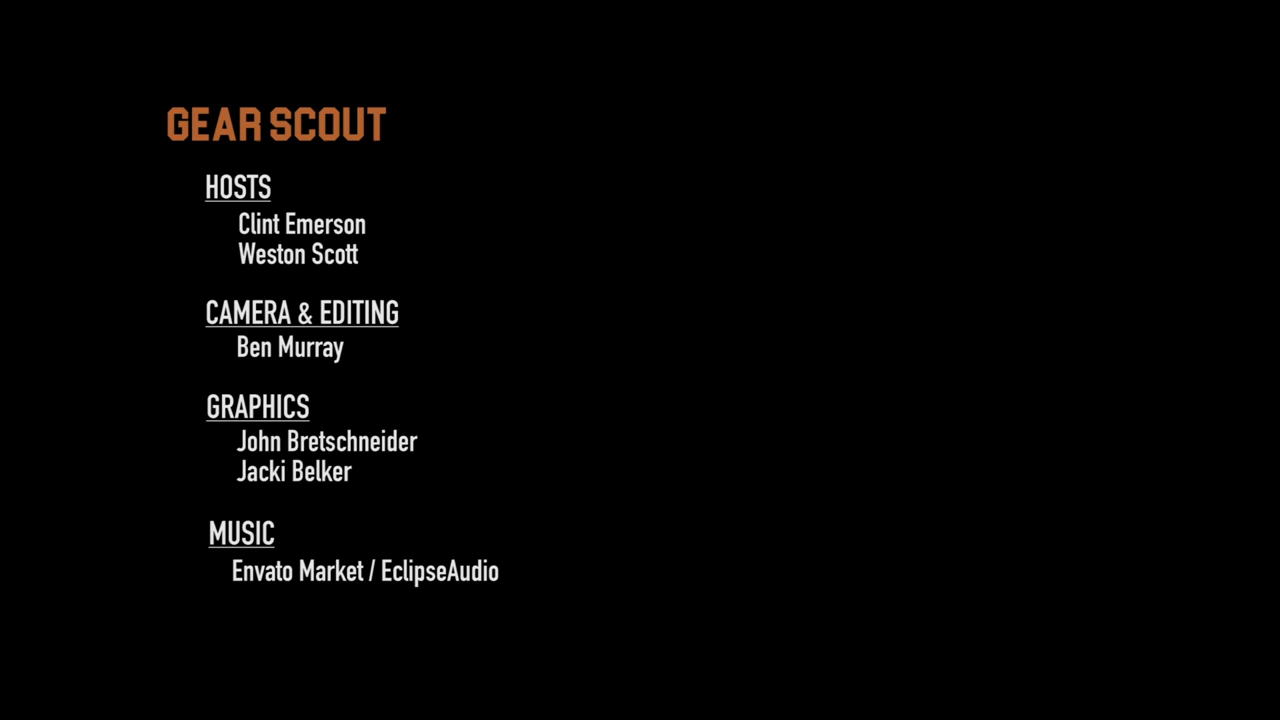 GEAR SCOUT
HOSTS
Clint Emerson
Weston Scott
CAMERA & EDITING
Ben Murray
GRAPHICS
John Bretschneider
Jacki Belker
MUSIC
Envato Market / EclipseAudio